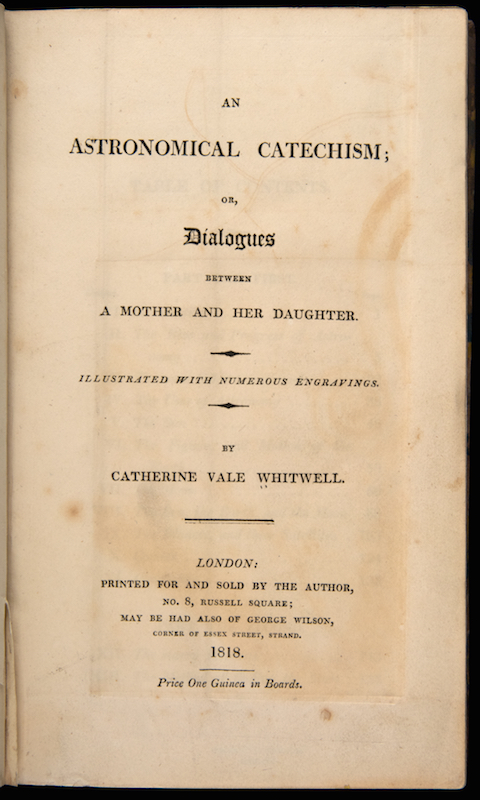 AN
ASTRONOMICAL CATECHISM;
OR,
Dialogues
BETWEEN
A MOTHER AND HER DAUGHTER.
ILLUSTRATED WITH NUMEROUS ENGRAVINGS.
BY
CATHERINE VALE WHITWELL.
LONDON:
PRINTED FOR AND SOLD BY THE AUTHOR,
NO. 8, RUSSELL SQUARE;
MAY BE HAD ALSO OF GEORGE WILSON,
CORNER OF ESSEX STREET, STRAND.
1818.
Price One Guinea in Boards.